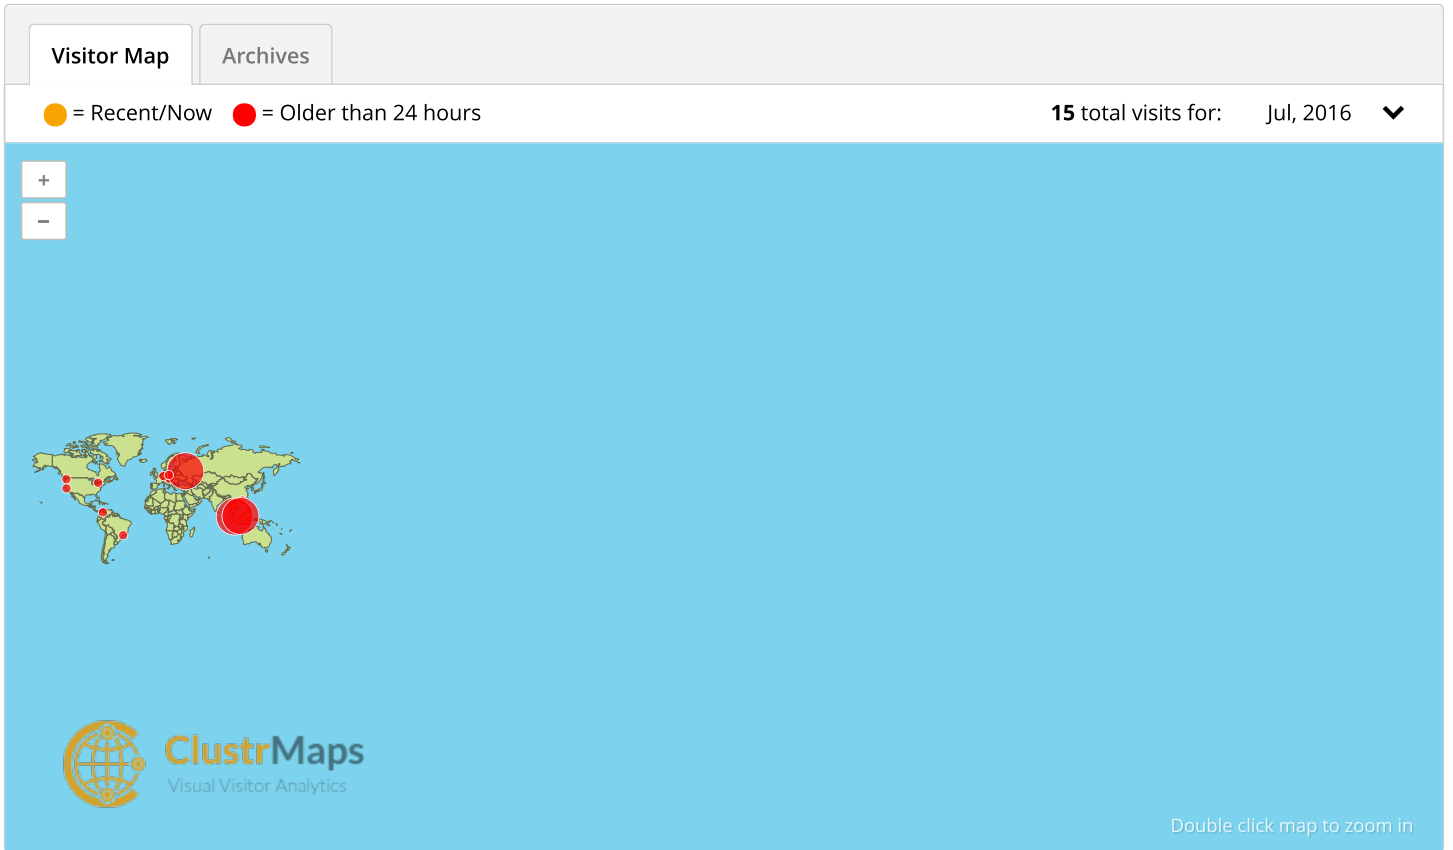 Visitor Map
Archives
= Recent/Now
= Older than 24 hours
15 total visits for:
Jul, 2016
+
−
ClustrMaps
Visual Visitor Analytics
Double click map to zoom in